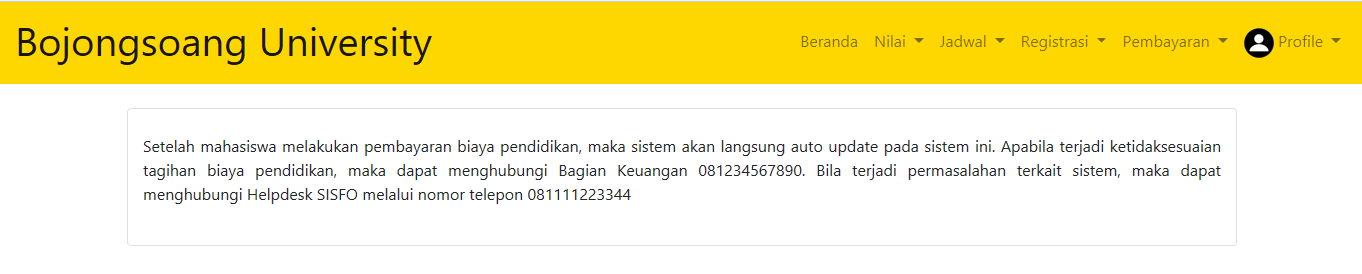 Bojongsoang University
Beranda Nilai Jadwal Registrasi Pembayaran Profile
Setelah mahasiswa melakukan pembayaran biaya pendidikan, maka sistem akan langsung auto update pada sistem ini. Apabila terjadi ketidaksesuaian
tagihan biaya pendidikan, maka dapat menghubungi Bagian Keuangan 081234567890. Bila terjadi permasalahan terkait sistem, maka dapat
menghubungi Helpdesk SISFO melalui nomor telepon 081111223344